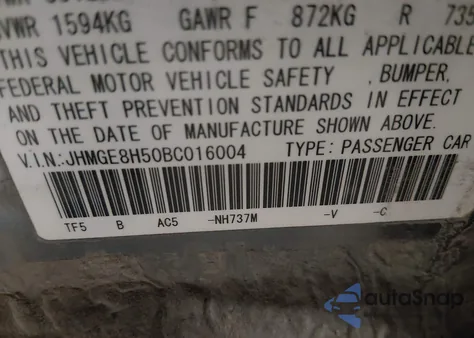 VWR 1594KG GAWR F 872KG R
THIS VEHICLE CONFORMS TO ALL APPLICABLE
FEDERAL MOTOR VEHICLE SAFETY , BUMPER,
AND THEFT PREVENTION STANDARDS IN EFFECT
ON THE DATE OF MANUFACTURE SHOWN ABOVE.
V.I.N.:JHMGE8H50BC016004 TYPE: PASSENGER CAR
TF5 B AC5 -NH737M -V -C
autoSnap